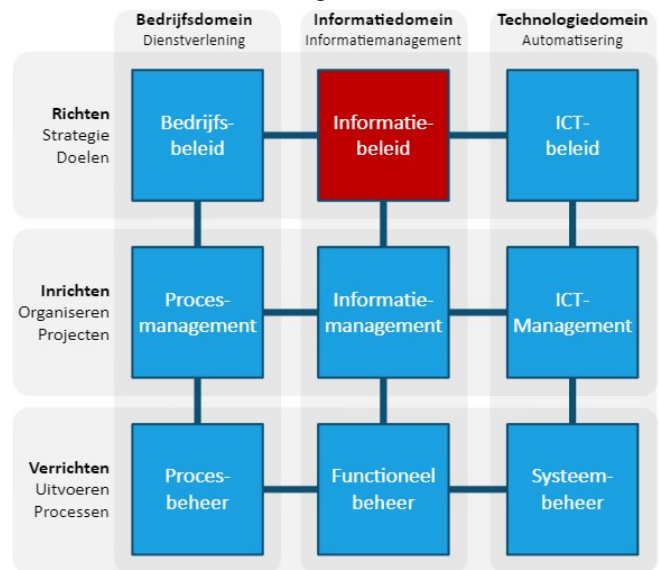 Bedrijfsdomein
Dienstverlening
Informatiedomein
Informatiemanagement
Technologiedomein
Automatisering
Richten
Strategie
Doelen
Bedrijfs-
beleid
Informatie-
beleid
ICT-
beleid
Inrichten
Organiseren
Projecten
Proces-
management
Informatie-
management
ICT-
Management
Verrichten
Uitvoeren
Processen
Proces-
beheer
Functioneel
beheer
Systeem-
beheer